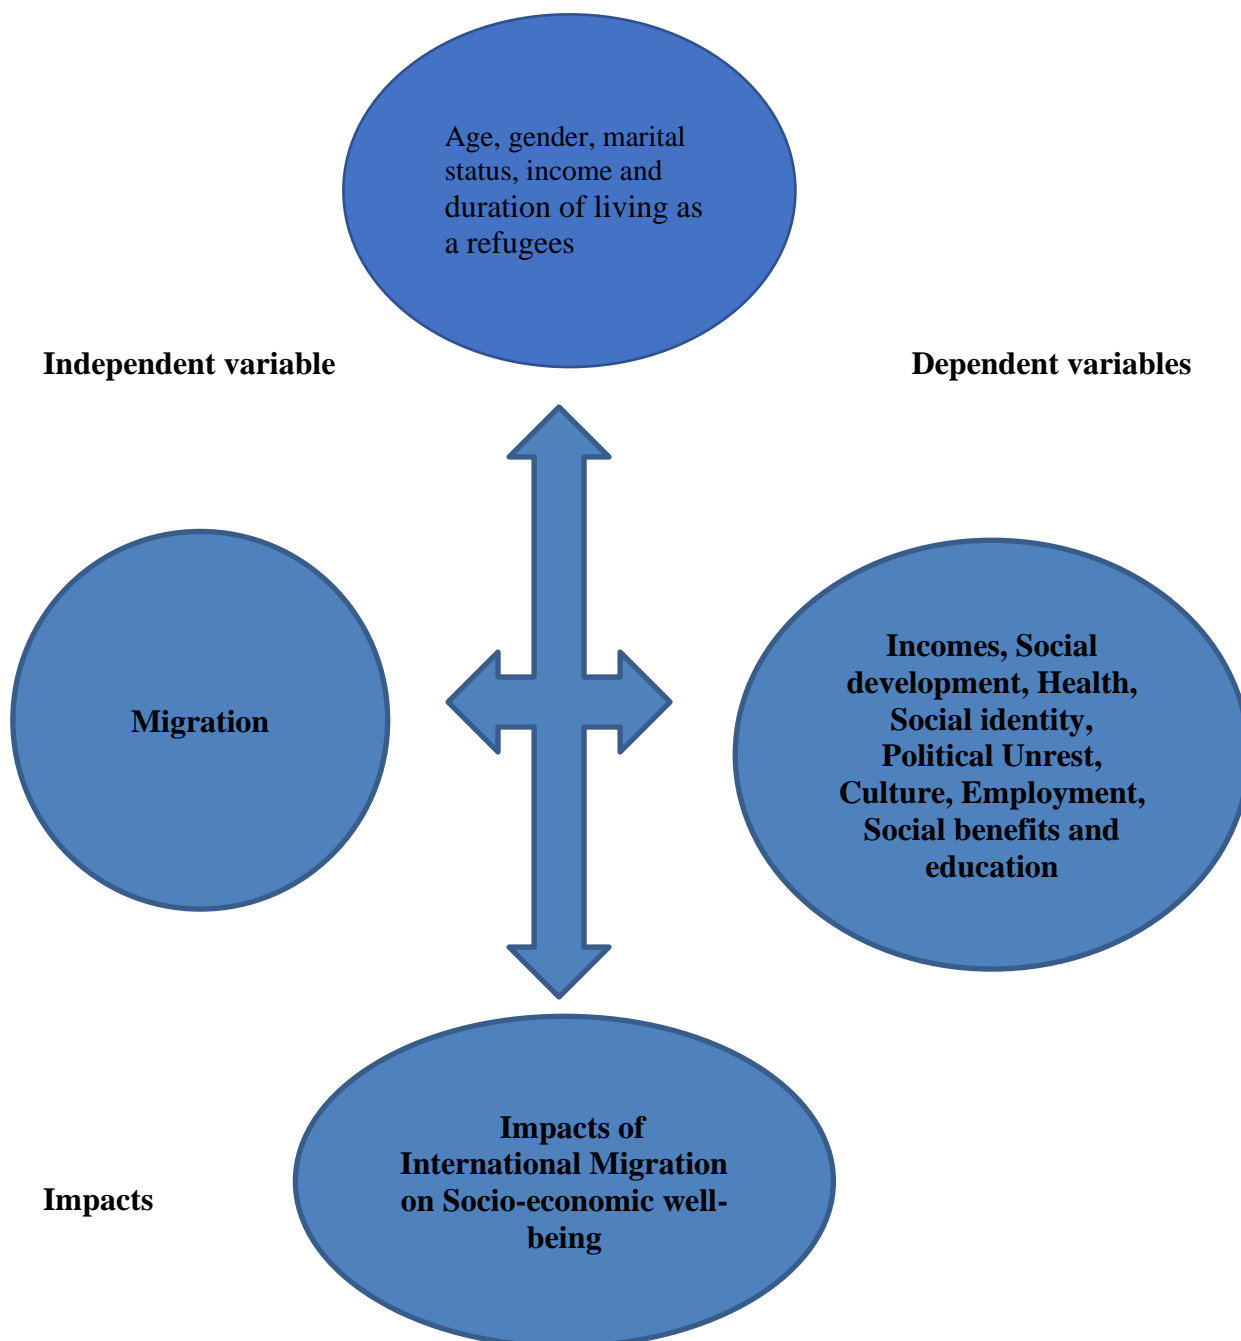 Age, gender, marital
status, income and
duration of living as
a refugees
Independent variable
Dependent variables
Migration
Incomes, Social
development, Health,
Social identity,
Political Unrest,
Culture, Employment,
Social benefits and
education
Impacts of
International Migration
on Socio-economic well-
being
Impacts